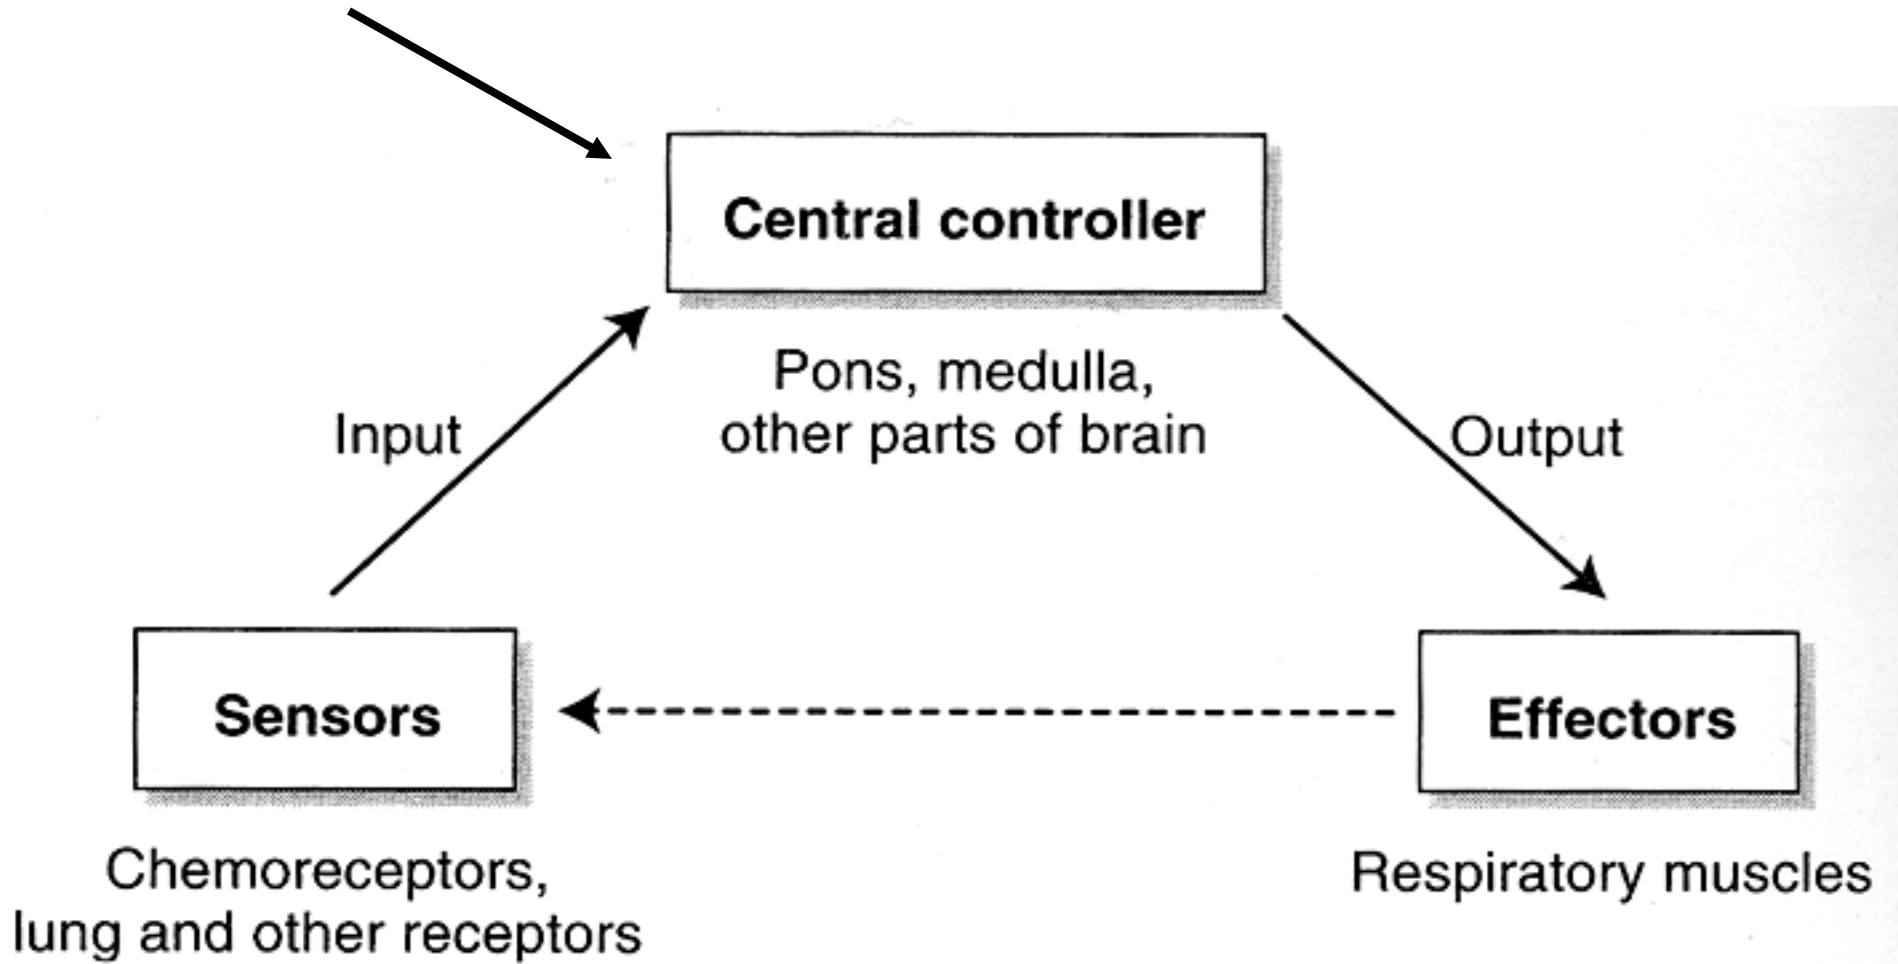 Central controller
Pons, medulla,
other parts of brain
Input
Output
Sensors
Effectors
Chemoreceptors,
lung and other receptors
Respiratory muscles